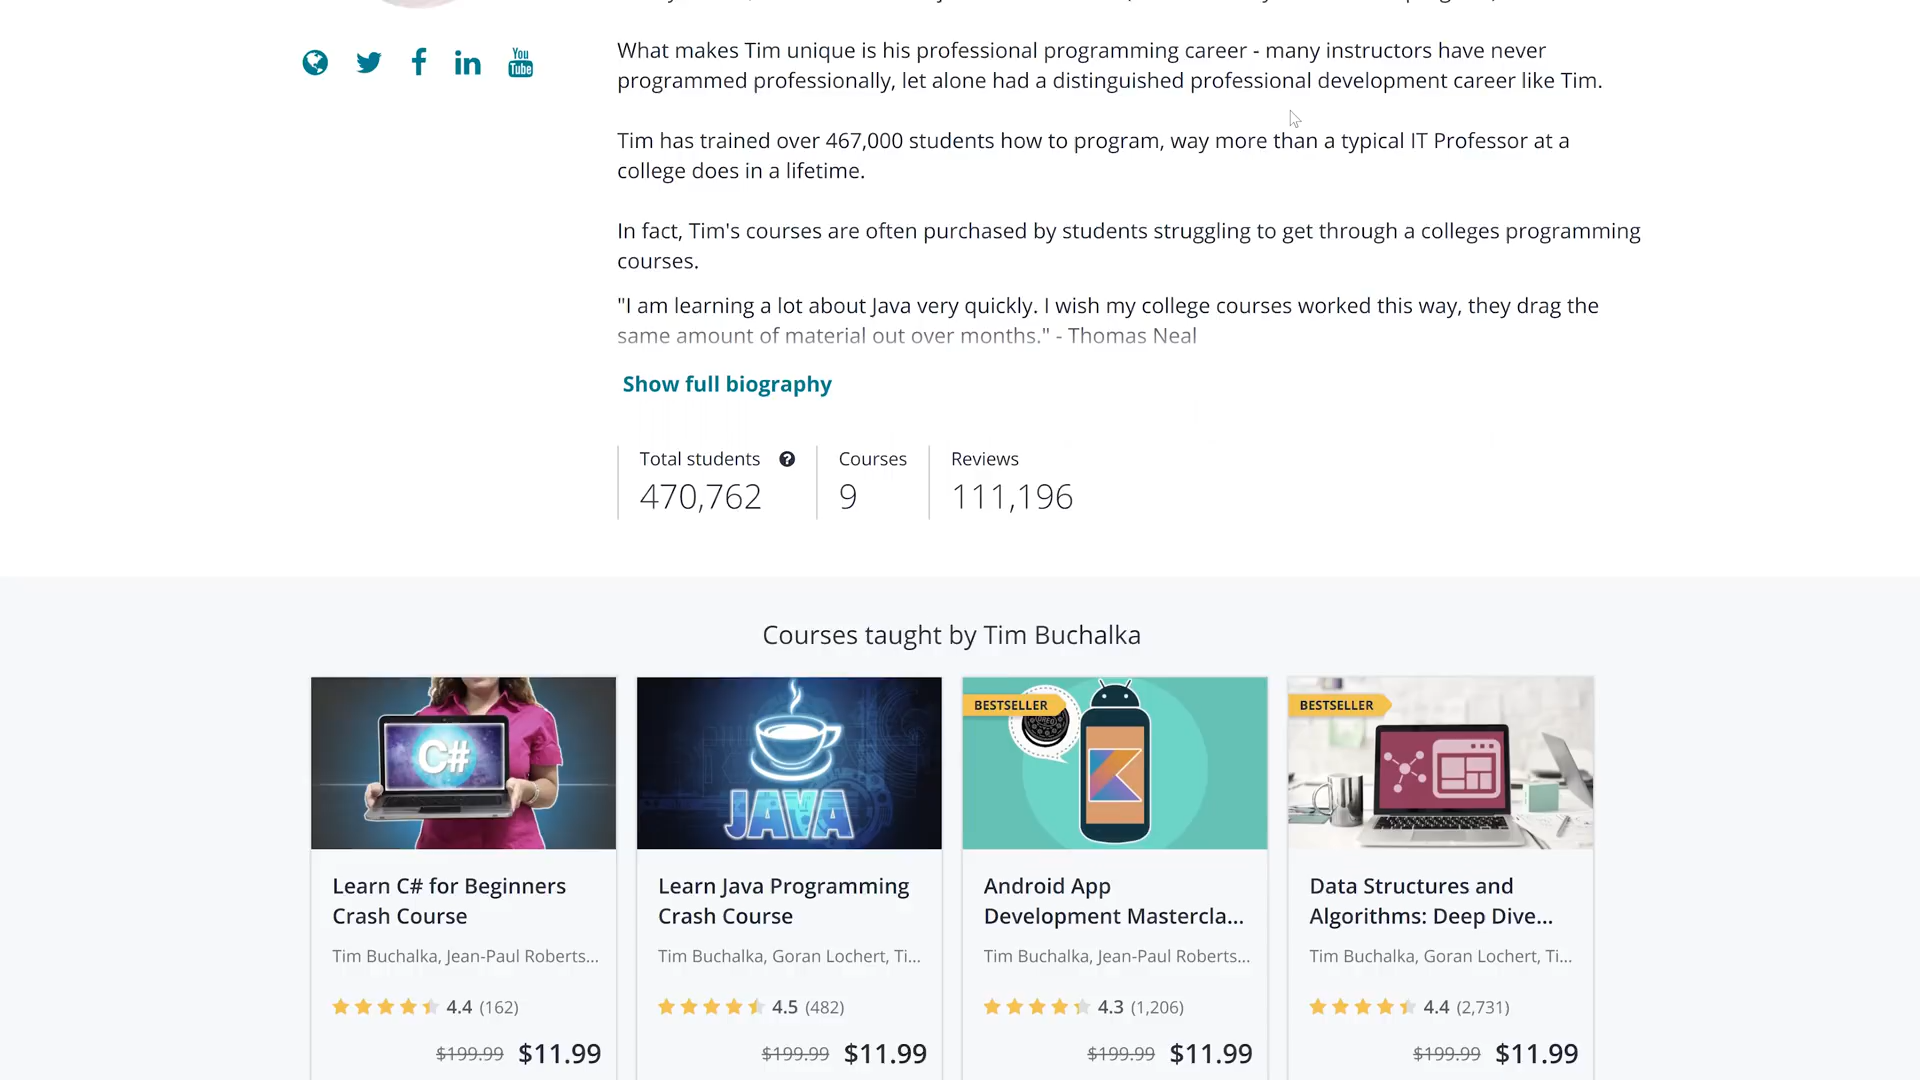 What makes Tim unique is his professional programming career - many instructors have never
programmed professionally, let alone had a distinguished professional development career like Tim.
Tim has trained over 467,000 students how to program, way more than a typical IT Professor at a
college does in a lifetime.
In fact, Tim's courses are often purchased by students struggling to get through a colleges programming
courses.
"I am learning a lot about Java very quickly. I wish my college courses worked this way, they drag the
same amount of material out over months." - Thomas Neal
Show full biography
Total students ? Courses Reviews
470,762 9 111,196
Courses taught by Tim Buchalka
C#
JAVA
BESTSELLER
OREO
BESTSELLER
Learn C# for Beginners
Crash Course
Tim Buchalka, Jean-Paul Roberts...
4.4 (162)
$199.99 $11.99
Learn Java Programming
Crash Course
Tim Buchalka, Goran Lochert, Ti...
4.5 (482)
$199.99 $11.99
Android App
Development Mastercla...
Tim Buchalka, Jean-Paul Roberts...
4.3 (1,206)
$199.99 $11.99
Data Structures and
Algorithms: Deep Dive...
Tim Buchalka, Goran Lochert, Ti...
4.4 (2,731)
$199.99 $11.99
You
Tube